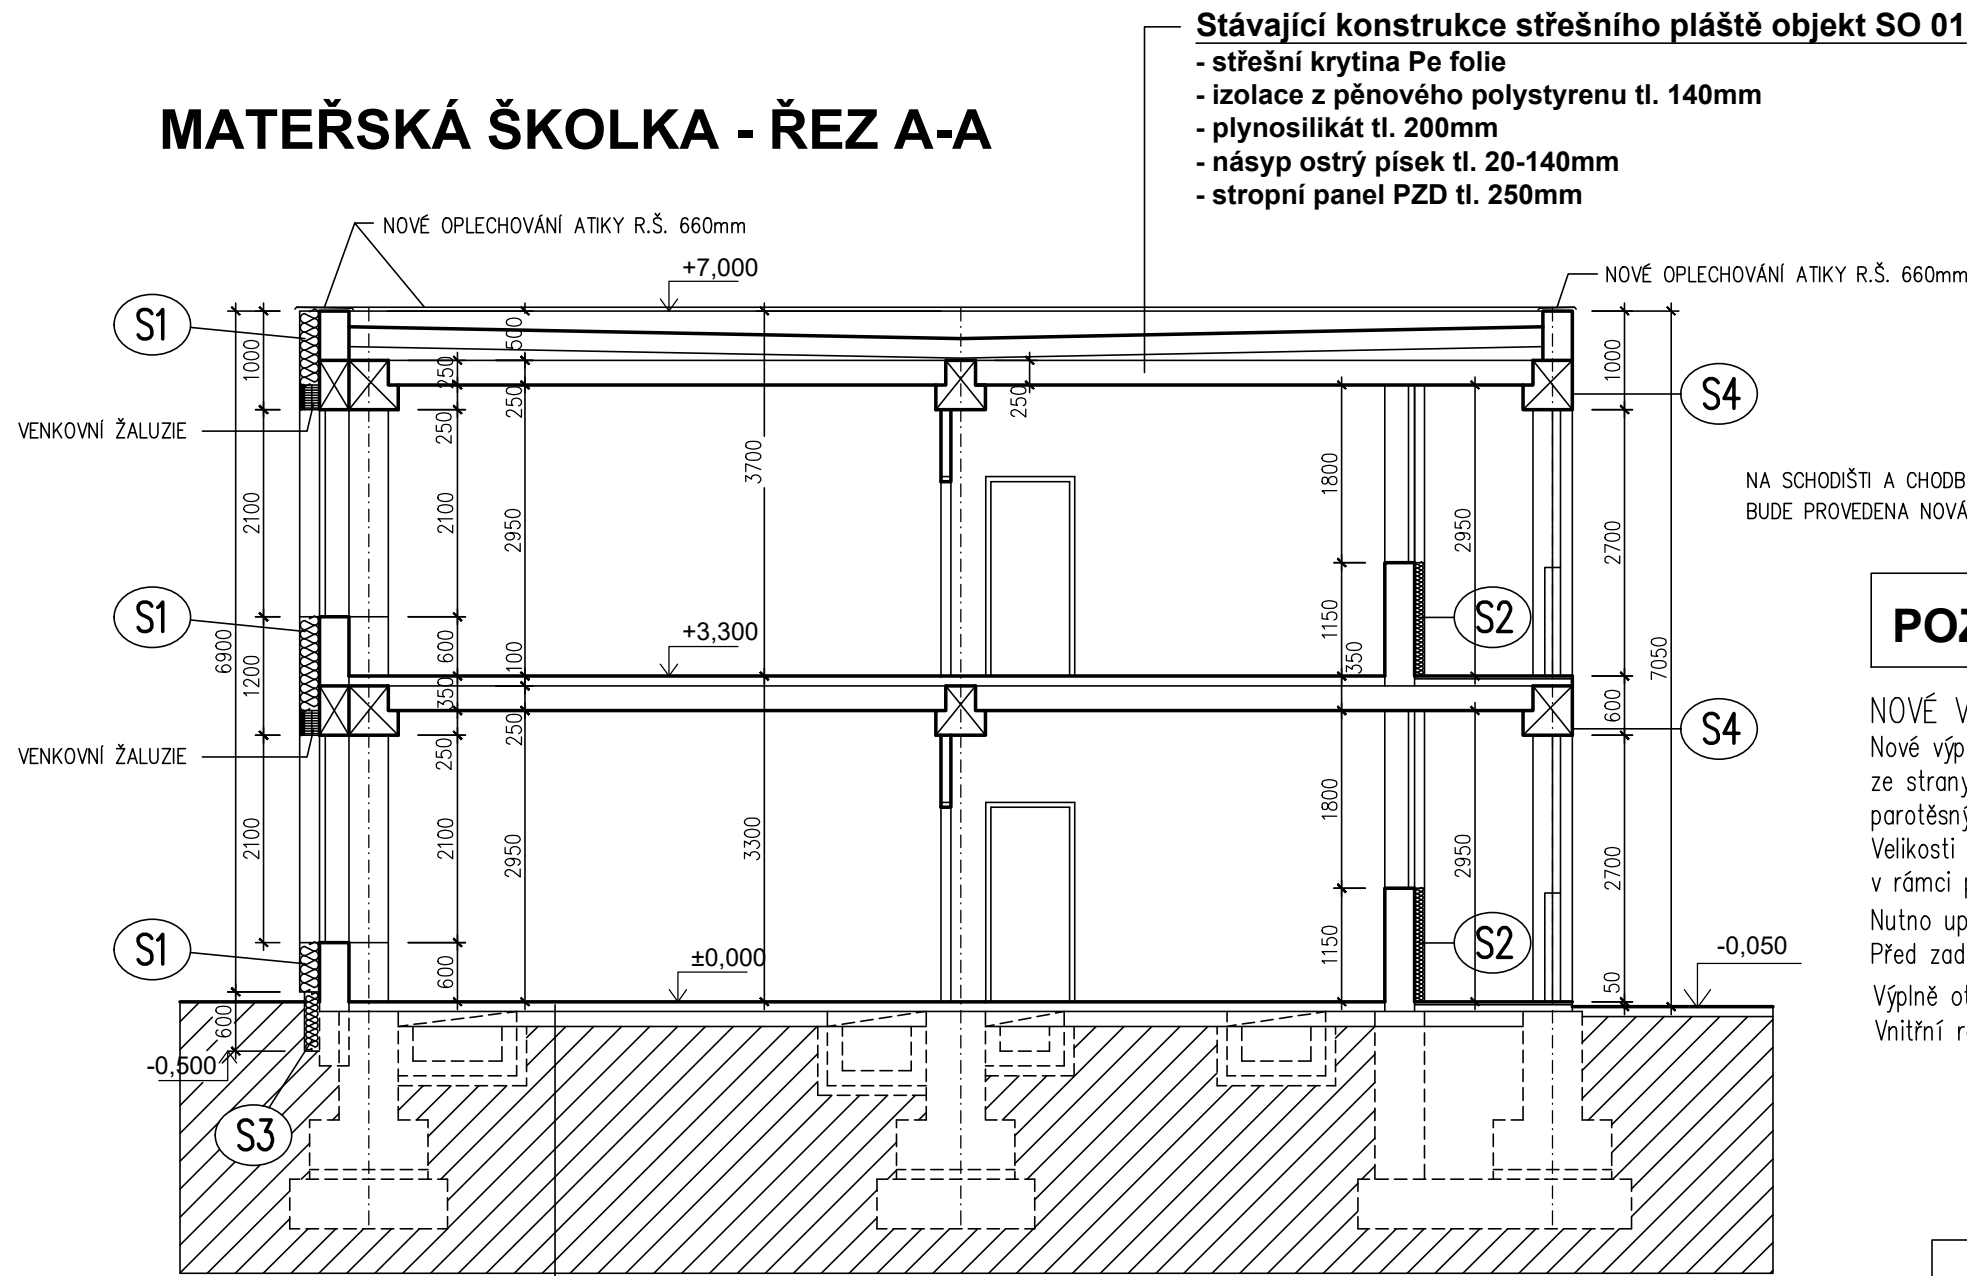 Stávající konstrukce střešního pláště objekt SO 01
- střešní krytina Pe folie
- izolace z pěnového polystyrenu tl. 140mm
- plynosilikát tl. 200mm
- násyp ostrý písek tl. 20-140mm
- stropní panel PZD tl. 250mm
MATEŘSKÁ ŠKOLKA - ŘEZ A-A
NOVÉ OPLECHOVÁNÍ ATIKY R.Š. 660mm
+7,000
NOVÉ OPLECHOVÁNÍ ATIKY R.Š. 660mm
S1
1000
500
250
250
250
250
3700
1000
S4
VENKOVNÍ ŽALUZIE
2100
2100
2950
1800
2950
2700
NA SCHODIŠTI A CHODB
BUDE PROVEDENA NOVÁ
S1
6900
1200
600
100
350
250
250
+3,300
1150
350
S2
7050
600
S4
VENKOVNÍ ŽALUZIE
2100
2100
2950
3300
1800
2950
2700
S1
600
±0,000
1150
S2
50
-0,050
600
-0,500
S3
POZ
NOVÉ V
Nové výp
ze strany
parotěsný
Velikosti
v rámci p
Nutno up
Před zad
Výplně ot
Vnitřní r